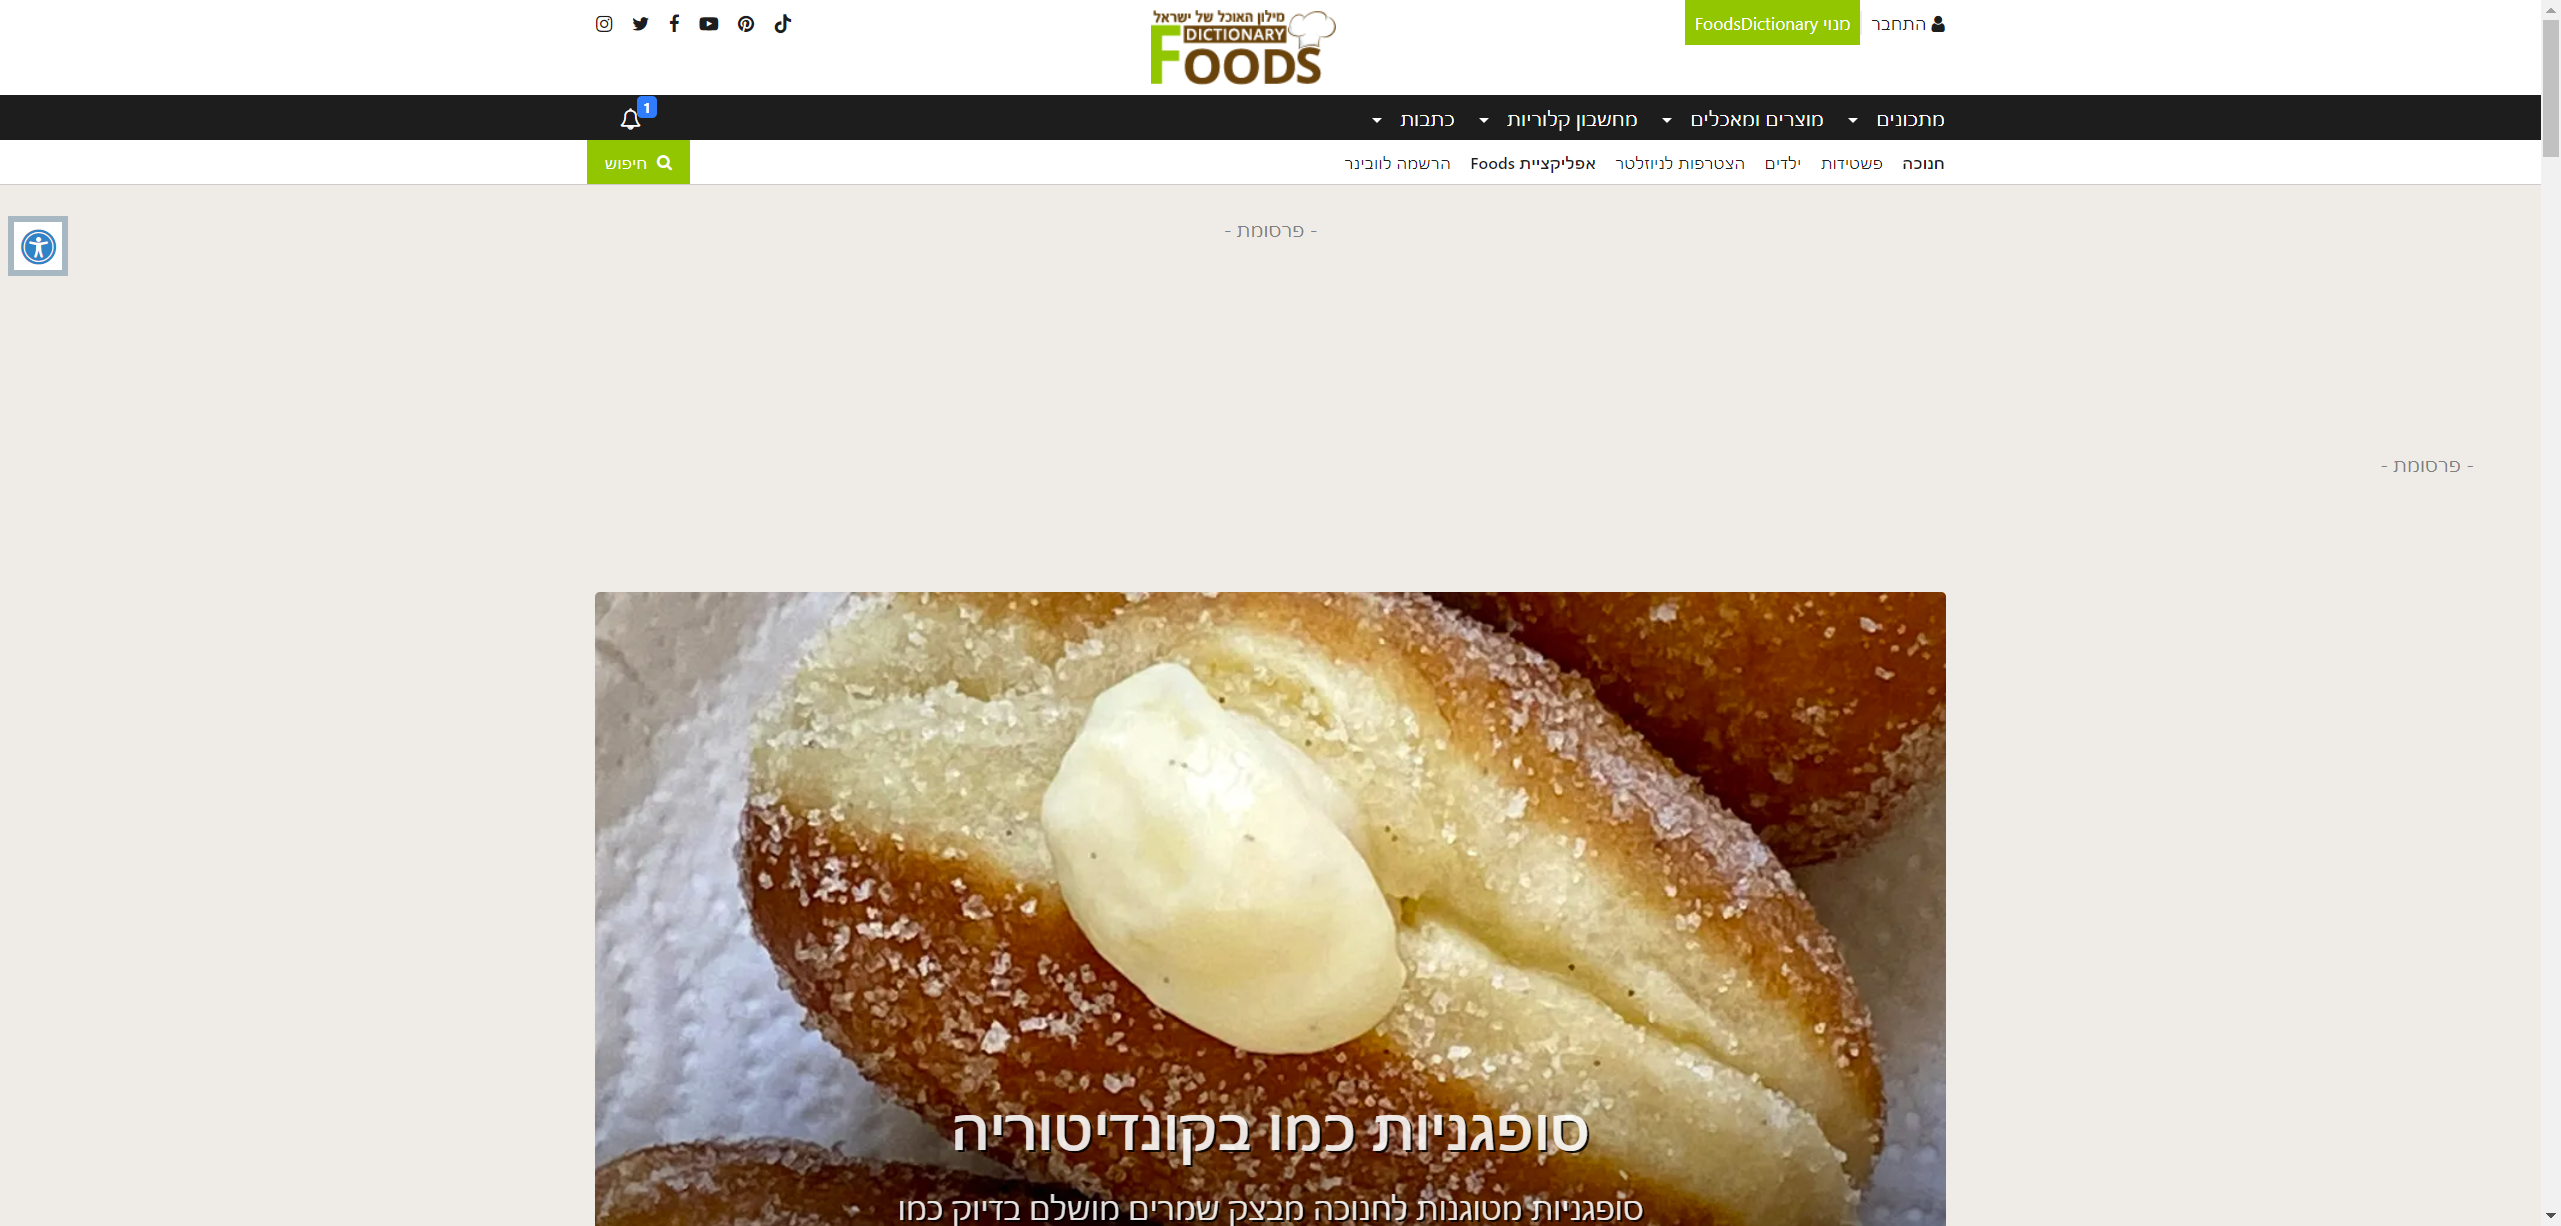 התחבר
מנוי FoodsDictionary
מילון האוכל של ישראל
DICTIONARY
FOODS
מתכונים
מוצרים ומאכלים
מחשבון קלוריות
כתבות
1
חנוכה
פשטידות
ילדים
הצטרפות לניוזלטר
אפליקציית Foods
הרשמה לוובינר
חיפוש
- פרסומת -
- פרסומת -
סופגניות כמו בקונדיטוריה
סופגניות מטוגנות לחנוכה מבצק שמרים מושלם בדיוק כמו